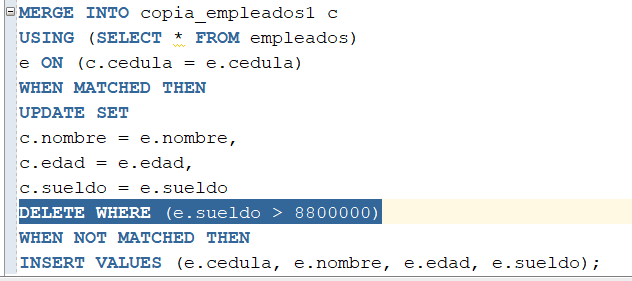 MERGE INTO copia_empleados1 c
USING (SELECT * FROM empleados)
e ON (c.cedula = e.cedula)
WHEN MATCHED THEN
UPDATE SET
c.nombre = e.nombre,
c.edad = e.edad,
c.sueldo = e.sueldo
DELETE WHERE (e.sueldo > 8800000)
WHEN NOT MATCHED THEN
INSERT VALUES (e.cedula, e.nombre, e.edad, e.sueldo);